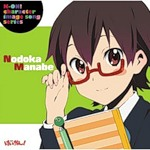 K-ON! character
image song
series
Nodoka
Manabe
けいおん!